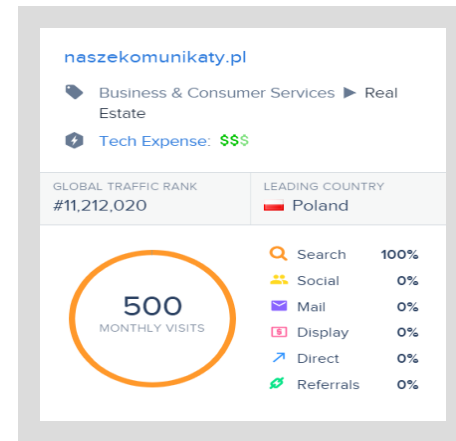 naszekomunikaty.pl
Business & Consumer Services ▶ Real
Estate
Tech Expense: $$$
GLOBAL TRAFFIC RANK
#11,212,020
LEADING COUNTRY
Poland
500
MONTHLY VISITS
Search 100%
Social 0%
Mail 0%
Display 0%
Direct 0%
Referrals 0%